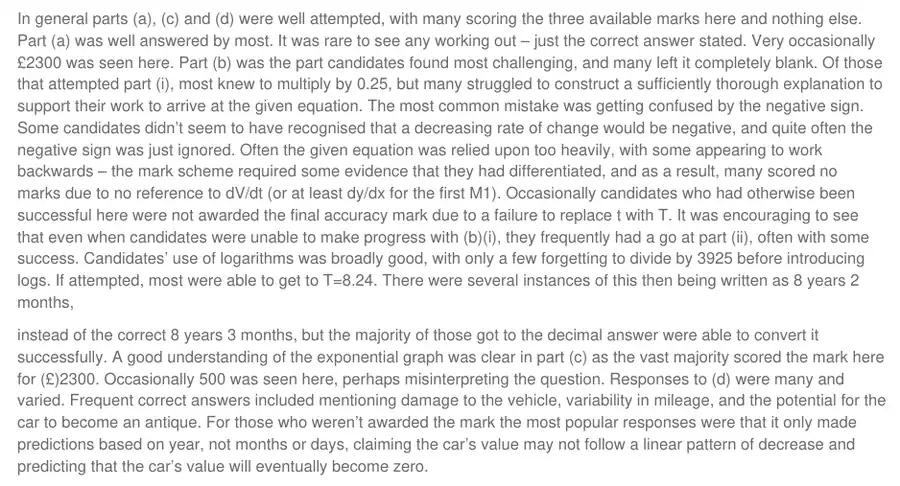 In general parts (a), (c) and (d) were well attempted, with many scoring the three available marks here and nothing else.
Part (a) was well answered by most. It was rare to see any working out – just the correct answer stated. Very occasionally
£2300 was seen here. Part (b) was the part candidates found most challenging, and many left it completely blank. Of those
that attempted part (i), most knew to multiply by 0.25, but many struggled to construct a sufficiently thorough explanation to
support their work to arrive at the given equation. The most common mistake was getting confused by the negative sign.
Some candidates didn’t seem to have recognised that a decreasing rate of change would be negative, and quite often the
negative sign was just ignored. Often the given equation was relied upon too heavily, with some appearing to work
backwards – the mark scheme required some evidence that they had differentiated, and as a result, many scored no
marks due to no reference to dV/dt (or at least dy/dx for the first M1). Occasionally candidates who had otherwise been
successful here were not awarded the final accuracy mark due to a failure to replace t with T. It was encouraging to see
that even when candidates were unable to make progress with (b)(i), they frequently had a go at part (ii), often with some
success. Candidates’ use of logarithms was broadly good, with only a few forgetting to divide by 3925 before introducing
logs. If attempted, most were able to get to T=8.24. There were several instances of this then being written as 8 years 2
months,
instead of the correct 8 years 3 months, but the majority of those got to the decimal answer were able to convert it
successfully. A good understanding of the exponential graph was clear in part (c) as the vast majority scored the mark here
for (£)2300. Occasionally 500 was seen here, perhaps misinterpreting the question. Responses to (d) were many and
varied. Frequent correct answers included mentioning damage to the vehicle, variability in mileage, and the potential for the
car to become an antique. For those who weren’t awarded the mark the most popular responses were that it only made
predictions based on year, not months or days, claiming the car’s value may not follow a linear pattern of decrease and
predicting that the car’s value will eventually become zero.